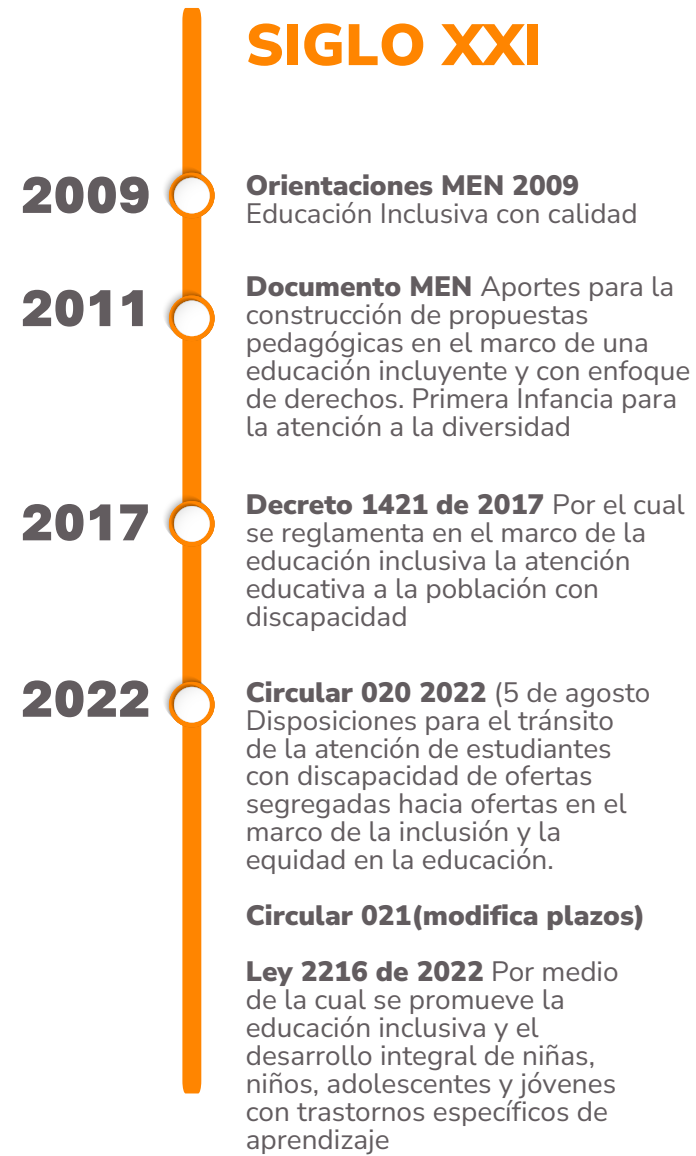 SIGLO XXI
2009
Orientaciones MEN 2009
Educación Inclusiva con calidad
2011
Documento MEN Aportes para la
construcción de propuestas
pedagógicas en el marco de una
educación incluyente y con enfoque
de derechos. Primera Infancia para
la atención a la diversidad
2017
Decreto 1421 de 2017 Por el cual
se reglamenta en el marco de la
educación inclusiva la atención
educativa a la población con
discapacidad
2022
Circular 020 2022 (5 de agosto
Disposiciones para el tránsito
de la atención de estudiantes
con discapacidad de ofertas
segregadas hacia ofertas en el
marco de la inclusión y la
equidad en la educación.
Circular 021(modifica plazos)
Ley 2216 de 2022 Por medio
de la cual se promueve la
educación inclusiva y el
desarrollo integral de niñas,
niños, adolescentes y jóvenes
con trastornos específicos de
aprendizaje